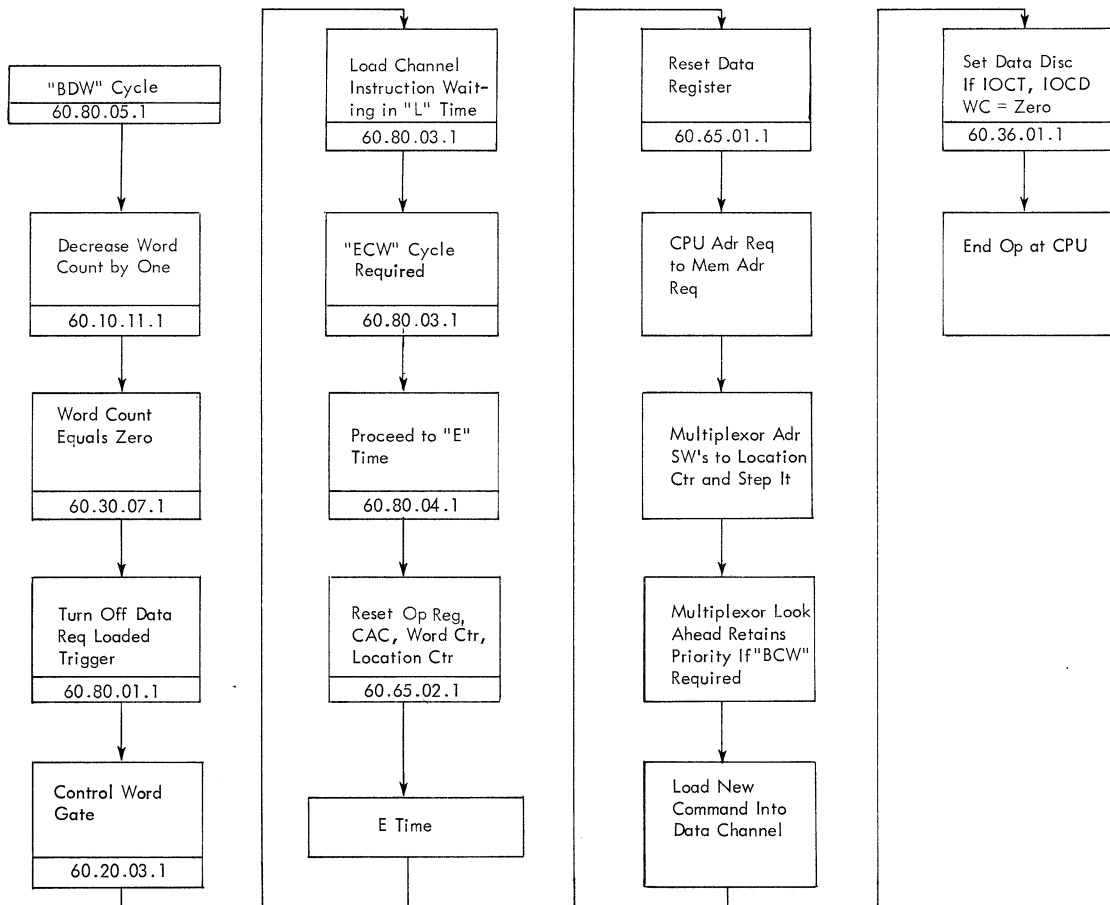 "BDW" Cycle
60.80.05.1
Decrease Word
Count by One
60.10.11.1
Word Count
Equals Zero
60.30.07.1
Turn Off Data
Req Loaded
Trigger
60.80.01.1
Control Word
Gate
60.20.03.1
Load Channel
Instruction Wait-
ing in "L" Time
60.80.03.1
"ECW" Cycle
Required
60.80.03.1
Proceed to "E"
Time
60.80.04.1
Reset Op Reg,
CAC, Word Ctr,
Location Ctr
60.65.02.1
E Time
Reset Data
Register
60.65.01.1
CPU Adr Req
to Mem Adr
Req
Multiplexor Adr
SW's to Location
Ctr and Step It
Multiplexor Look
Ahead Retains
Priority If "BCW"
Required
Load New
Command Into
Data Channel
Set Data Disc
If IOCT, IOCD
WC = Zero
60.36.01.1
End Op at CPU